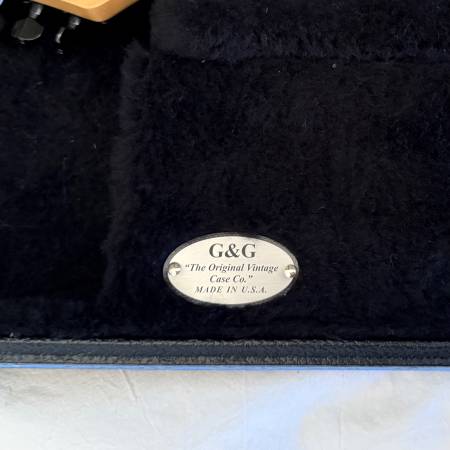 G&G
"The Original Vintage
Case Co."
MADE IN U.S.A.